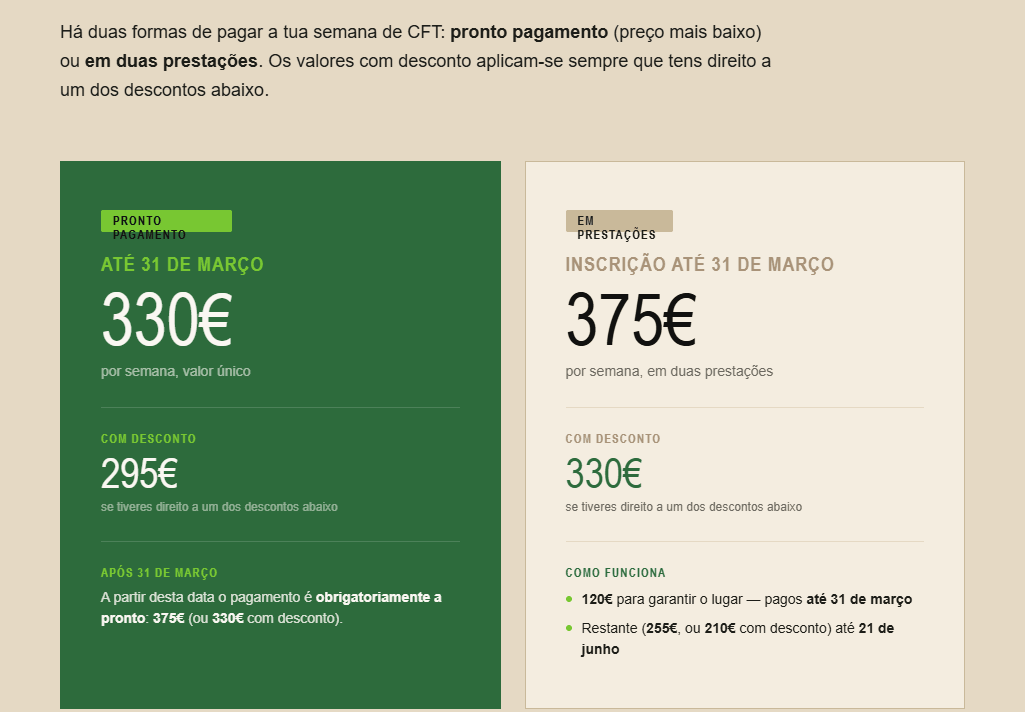 Há duas formas de pagar a tua semana de CFT: pronto pagamento (preço mais baixo)
ou em duas prestações. Os valores com desconto aplicam-se sempre que tens direito a
um dos descontos abaixo.
PRONTO
PAGAMENTO
ATÉ 31 DE MARÇO
330€
por semana, valor único
COM DESCONTO
295€
se tiveres direito a um dos descontos abaixo
APÓS 31 DE MARÇO
A partir desta data o pagamento é obrigatoriamente a
pronto: 375€ (ou 330€ com desconto).
EM
PRESTAÇÕES
INSCRIÇÃO ATÉ 31 DE MARÇO
375€
por semana, em duas prestações
COM DESCONTO
330€
se tiveres direito a um dos descontos abaixo
COMO FUNCIONA
120€ para garantir o lugar — pagos até 31 de março
Restante (255€, ou 210€ com desconto) até 21 de
junho